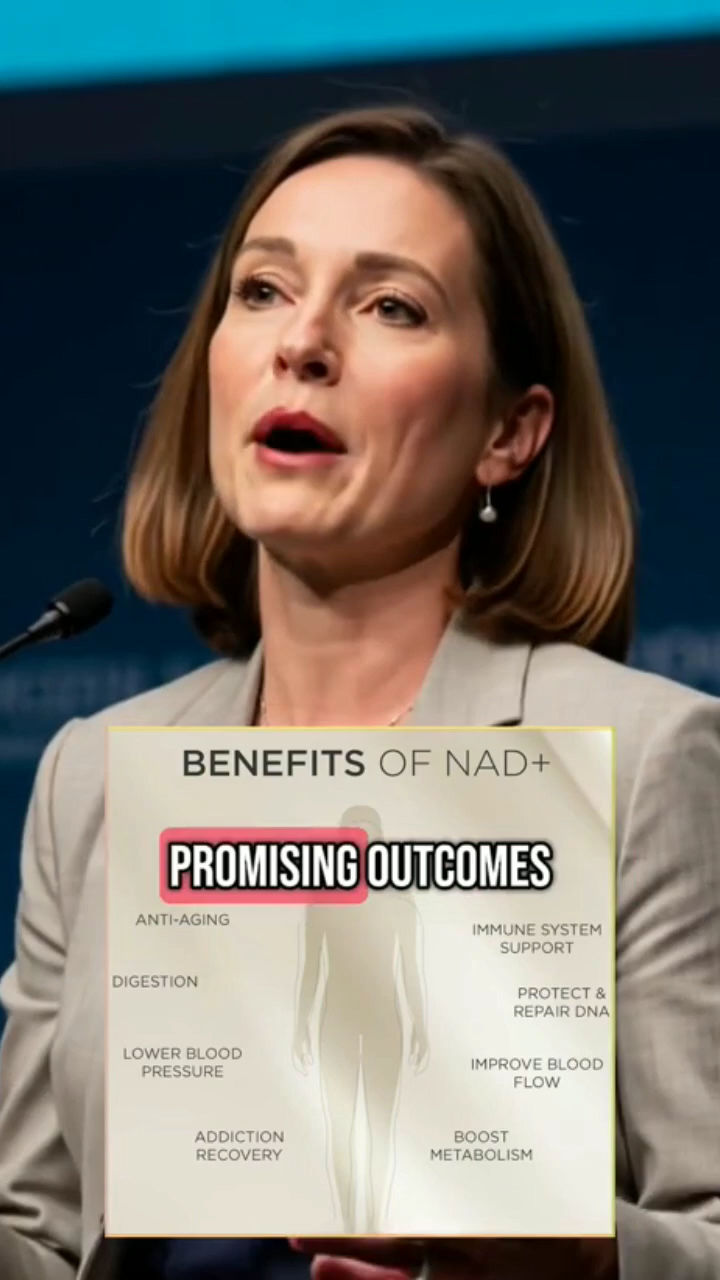 BENEFITS OF NAD+
PROMISING OUTCOMES
ANTI-AGING
DIGESTION
LOWER BLOOD
PRESSURE
ADDICTION
RECOVERY
IMMUNE SYSTEM
SUPPORT
PROTECT &
REPAIR DNA
IMPROVE BLOOD
FLOW
BOOST
METABOLISM